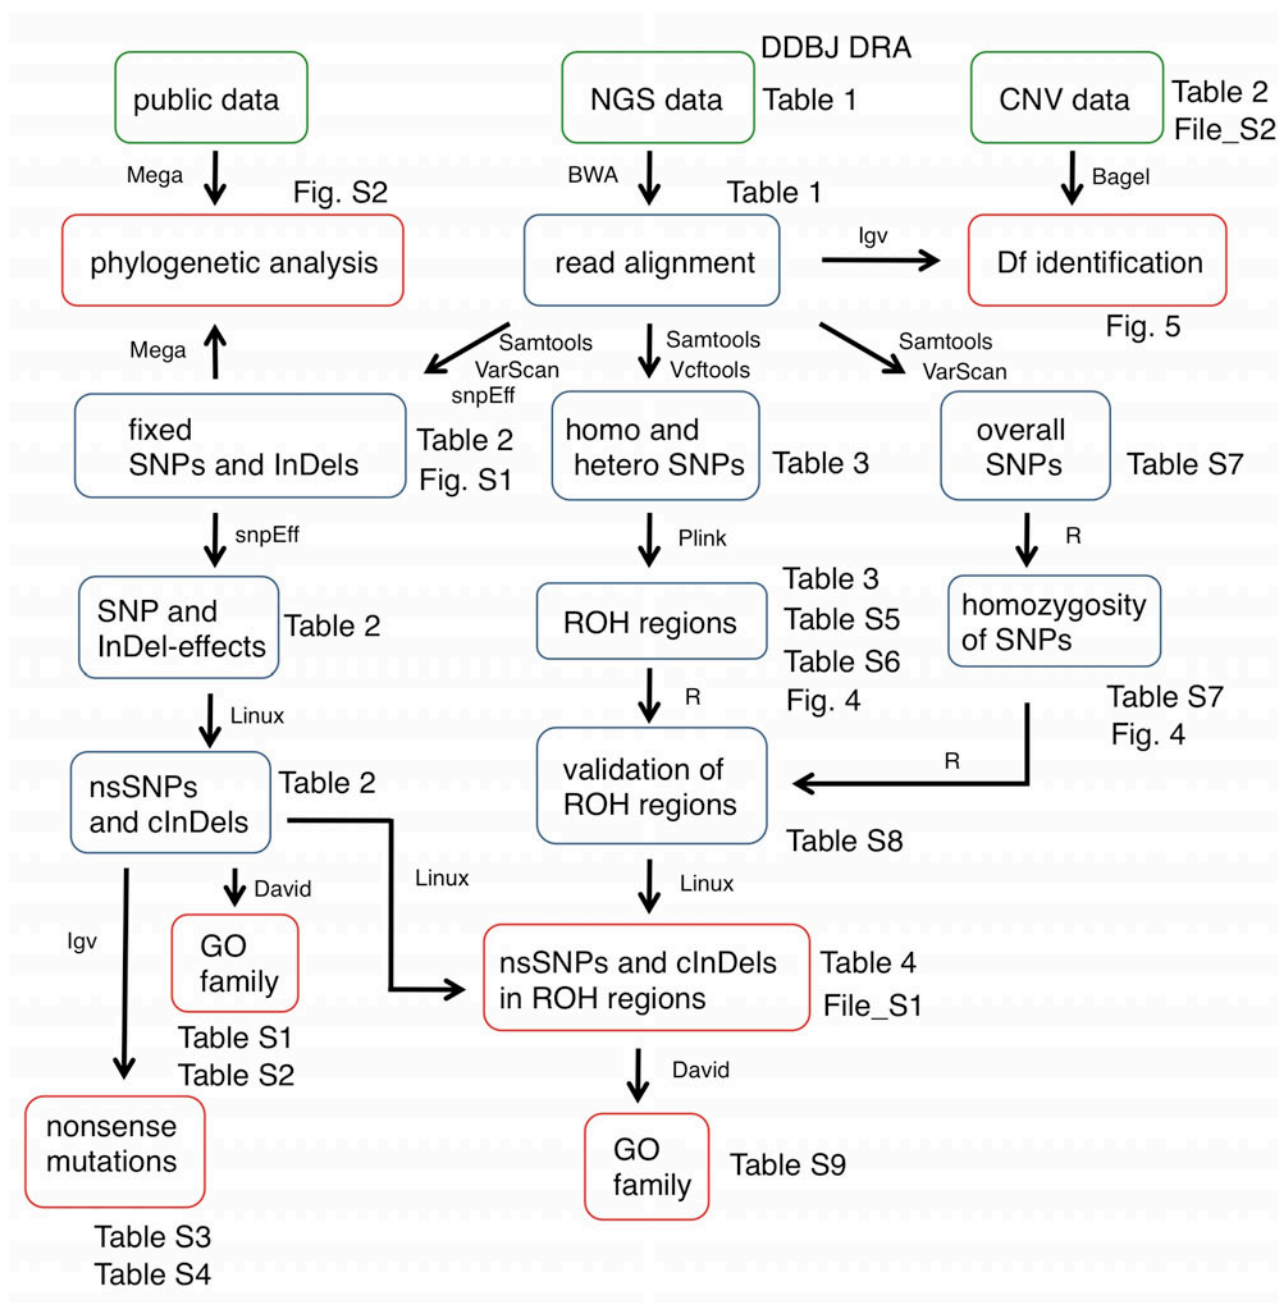 DDBJ DRA
public data
NGS data
Table 1
CNV data
Table 2
File_S2
Mega
Fig. S2
BWA
Table 1
Bagel
phylogenetic analysis
read alignment
Igv
Df identification
Fig. 5
Mega
Samtools
VarScan
snpEff
Samtools
Vcftools
Samtools
VarScan
fixed
SNPs and InDels
Table 2
Fig. S1
homo and
hetero SNPs
Table 3
overall
SNPs
Table S7
snpEff
Plink
R
SNP and
InDel-effects
Table 2
ROH regions
Table 3
Table S5
Table S6
Fig. 4
homozygosity
of SNPs
Table S7
Fig. 4
Linux
R
R
nsSNPs
and cInDels
Table 2
validation of
ROH regions
Table S8
Igv
David
Linux
Linux
GO
family
Table S1
Table S2
nsSNPs and cInDels
in ROH regions
Table 4
File_S1
David
nonsense
mutations
Table S3
Table S4
GO
family
Table S9